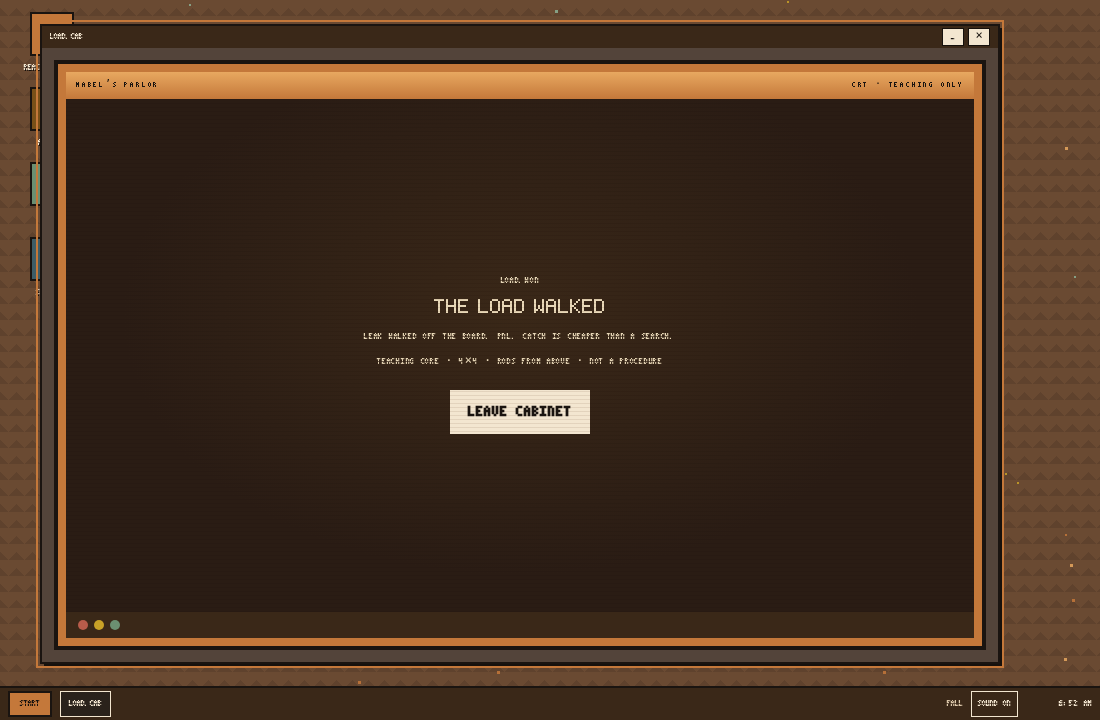 LOAD.CAB
MABEL'S PARLOR
CRT · TEACHING ONLY
LOAD.MON
THE LOAD WALKED
LEAK WALKED OFF THE BOARD. PNL. CATCH IS CHEAPER THAN A SEARCH.
TEACHING CORE · 4×4 · RODS FROM ABOVE · NOT A PROCEDURE
LEAVE CABINET
START
LOAD.CAB
FALL
SOUND ON
6:52 AM